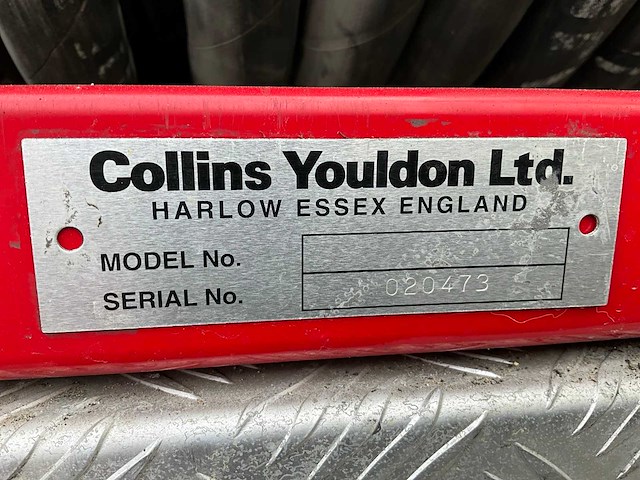 Collins Youldon Ltd.
HARLOW ESSEX ENGLAND
MODEL No.
SERIAL No. 020473